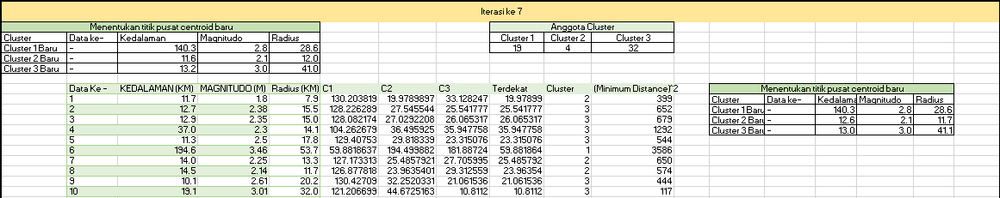 Iterasi ke 7
Menentukan titik pusat centroid baru
Cluster Data ke- Kedalaman Magnitudo Radius
Cluster 1 Baru - 140.3 2.8 28.6
Cluster 2 Baru - 11.6 2.1 12.0
Cluster 3 Baru - 13.2 3.0 41.0
Anggota Cluster
Cluster 1 Cluster 2 Cluster 3
19 4 32
Data Ke - KEDALAMAN (KM) MAGNITUDO (M) Radius (KM) C1 C2 C3 Terdekat Cluster (Minimum Distance)^2
1 11.7 1.8 7.9 130.203819 19.9789897 33.128247 19.97899 2 399
2 12.7 2.38 15.5 128.226289 27.545544 25.541777 25.541777 3 652
3 12.9 2.35 15.0 128.082174 27.0292208 26.065317 26.065317 3 679
4 37.0 2.3 14.1 104.262679 36.495925 35.947758 35.947758 3 1292
5 11.3 2.5 17.8 129.40753 29.818339 23.315076 23.315076 3 544
6 194.6 3.46 53.7 59.8818637 194.499882 181.88724 59.881864 1 3586
7 14.0 2.25 13.3 127.173313 25.4857921 27.705995 25.485792 2 650
8 14.5 2.14 11.7 126.877818 23.9635401 29.312559 23.96354 2 574
9 10.1 2.61 20.2 130.42709 32.2520331 21.061536 21.061536 3 444
10 19.1 3.01 32.0 121.206699 44.6725163 10.8112 10.8112 3 117
Menentukan titik pusat centroid baru
Cluster Data ke- Kedalama Magnitudo Radius
Cluster 1 Baru - 140.3 2.8 28.6
Cluster 2 Baru - 12.6 2.1 11.7
Cluster 3 Baru - 13.0 3.0 41.1